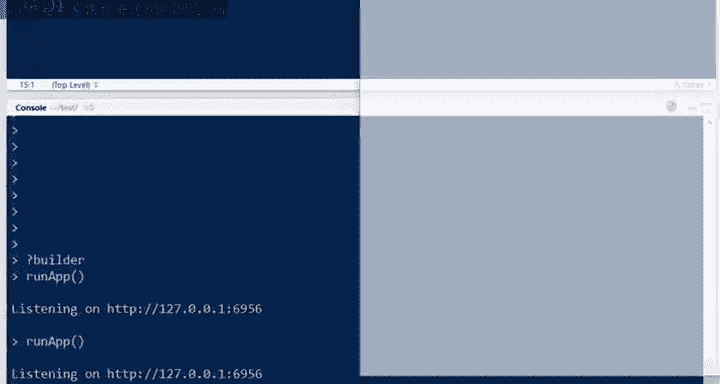 15:1 (Top Level)
Console ~/test/
>
>
>
>
>
>
>
>
> ?builder
> runApp()
Listening on http://127.0.0.1:6956
> runApp()
Listening on http://127.0.0.1:6956